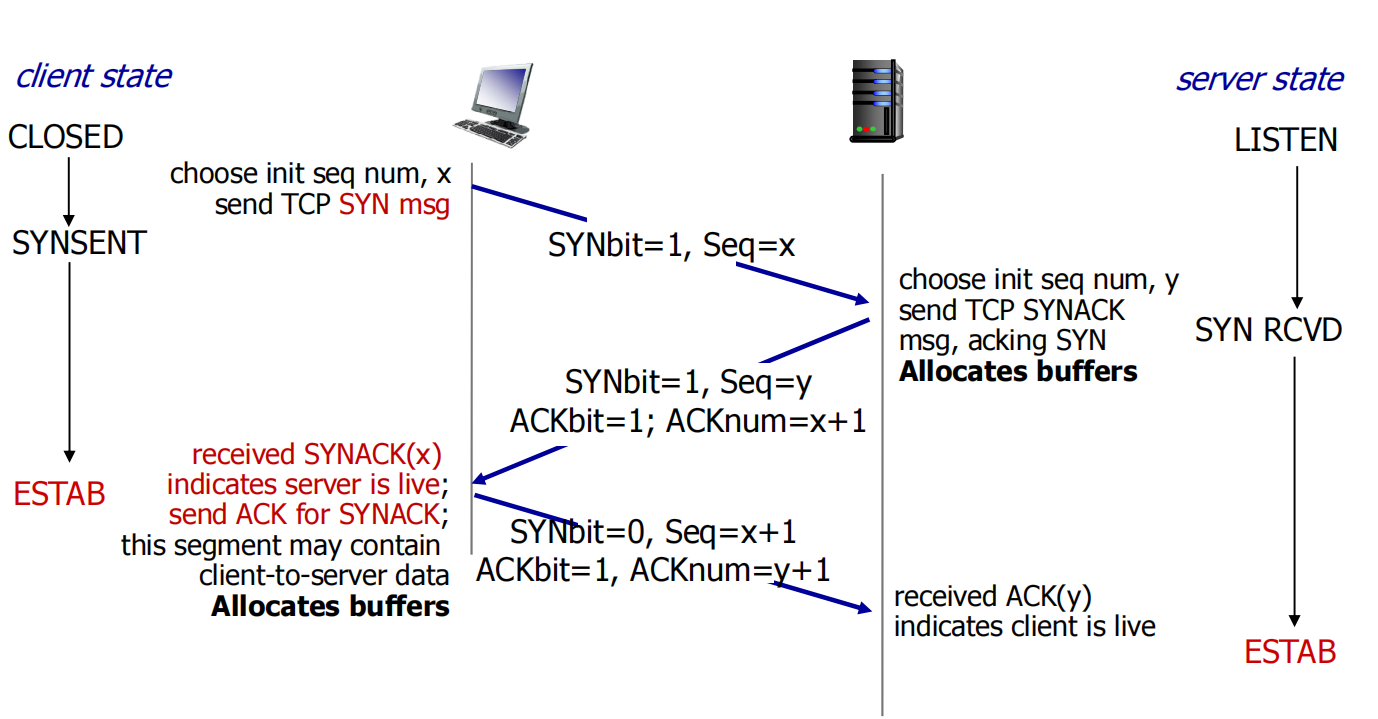 client state
server state
CLOSED
LISTEN
choose init seq num, x
send TCP SYN msg
SYNSENT
SYNbit=1, Seq=x
choose init seq num, y
send TCP SYNACK
msg, acking SYN
Allocates buffers
SYN RCVD
SYNbit=1, Seq=y
ACKbit=1; ACKnum=x+1
received SYNACK(x)
indicates server is live;
send ACK for SYNACK;
this segment may contain
client-to-server data
Allocates buffers
ESTAB
SYNbit=0, Seq=x+1
ACKbit=1, ACKnum=y+1
received ACK(y)
indicates client is live
ESTAB